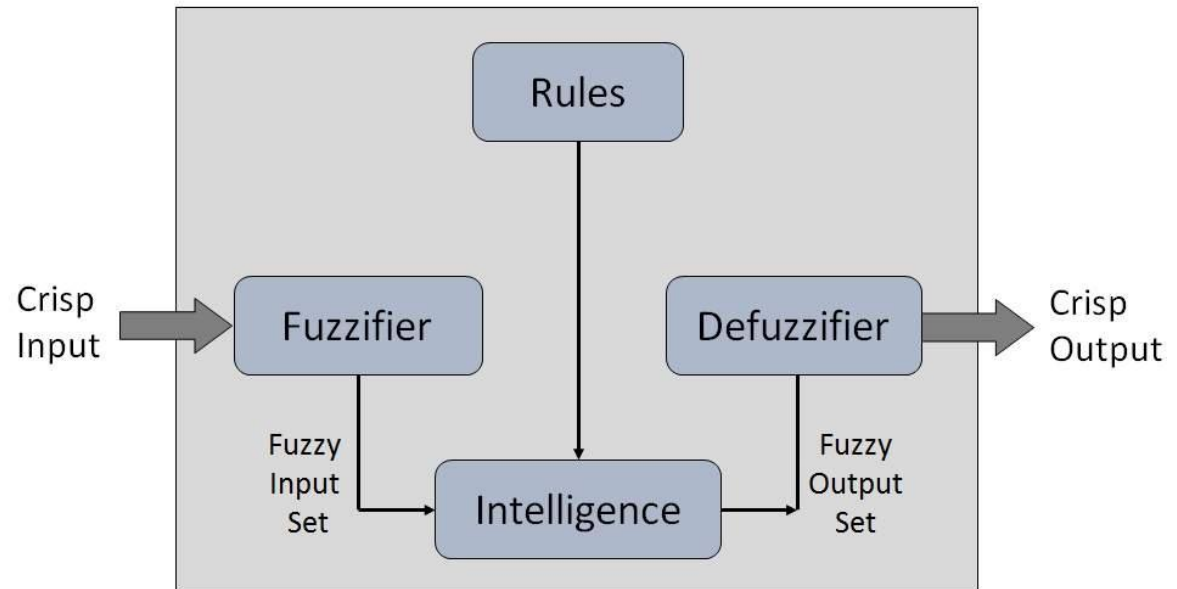 Rules
Crisp
Input
Fuzzifier
Defuzzifier
Crisp
Output
Fuzzy
Input
Set
Intelligence
Fuzzy
Output
Set